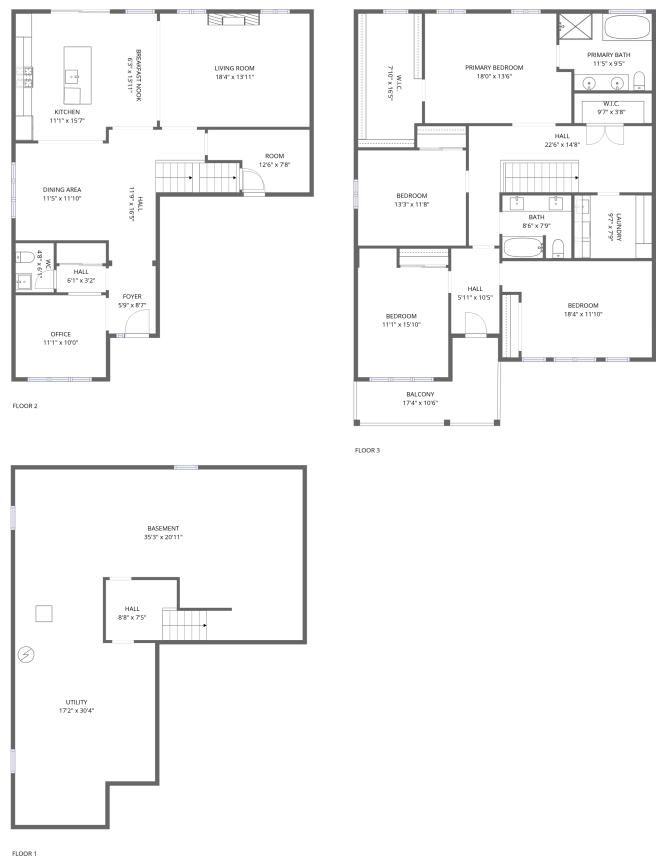 KITCHEN
11'1" x 15'7"
BREAKFAST NOOK
6'3" x 13'11"
LIVING ROOM
18'4" x 13'11"
ROOM
12'6" x 7'8"
DINING AREA
11'5" x 11'10"
HALL
11'9" x 16'5"
WC
4'8" x 6'1"
HALL
6'1" x 3'2"
FOYER
5'9" x 8'7"
OFFICE
11'1" x 10'0"
FLOOR 2
W.I.C.
7'10" x 16'5"
PRIMARY BEDROOM
18'0" x 13'6"
PRIMARY BATH
11'5" x 9'5"
W.I.C.
9'7" x 3'8"
HALL
22'6" x 14'8"
BEDROOM
13'3" x 11'8"
BATH
8'6" x 7'9"
LAUNDRY
9'7" x 7'9"
HALL
5'11" x 10'5"
BEDROOM
11'1" x 15'10"
BEDROOM
18'4" x 11'10"
BALCONY
17'4" x 10'6"
FLOOR 3
BASEMENT
35'3" x 20'11"
HALL
8'8" x 7'5"
UTILITY
17'2" x 30'4"
FLOOR 1